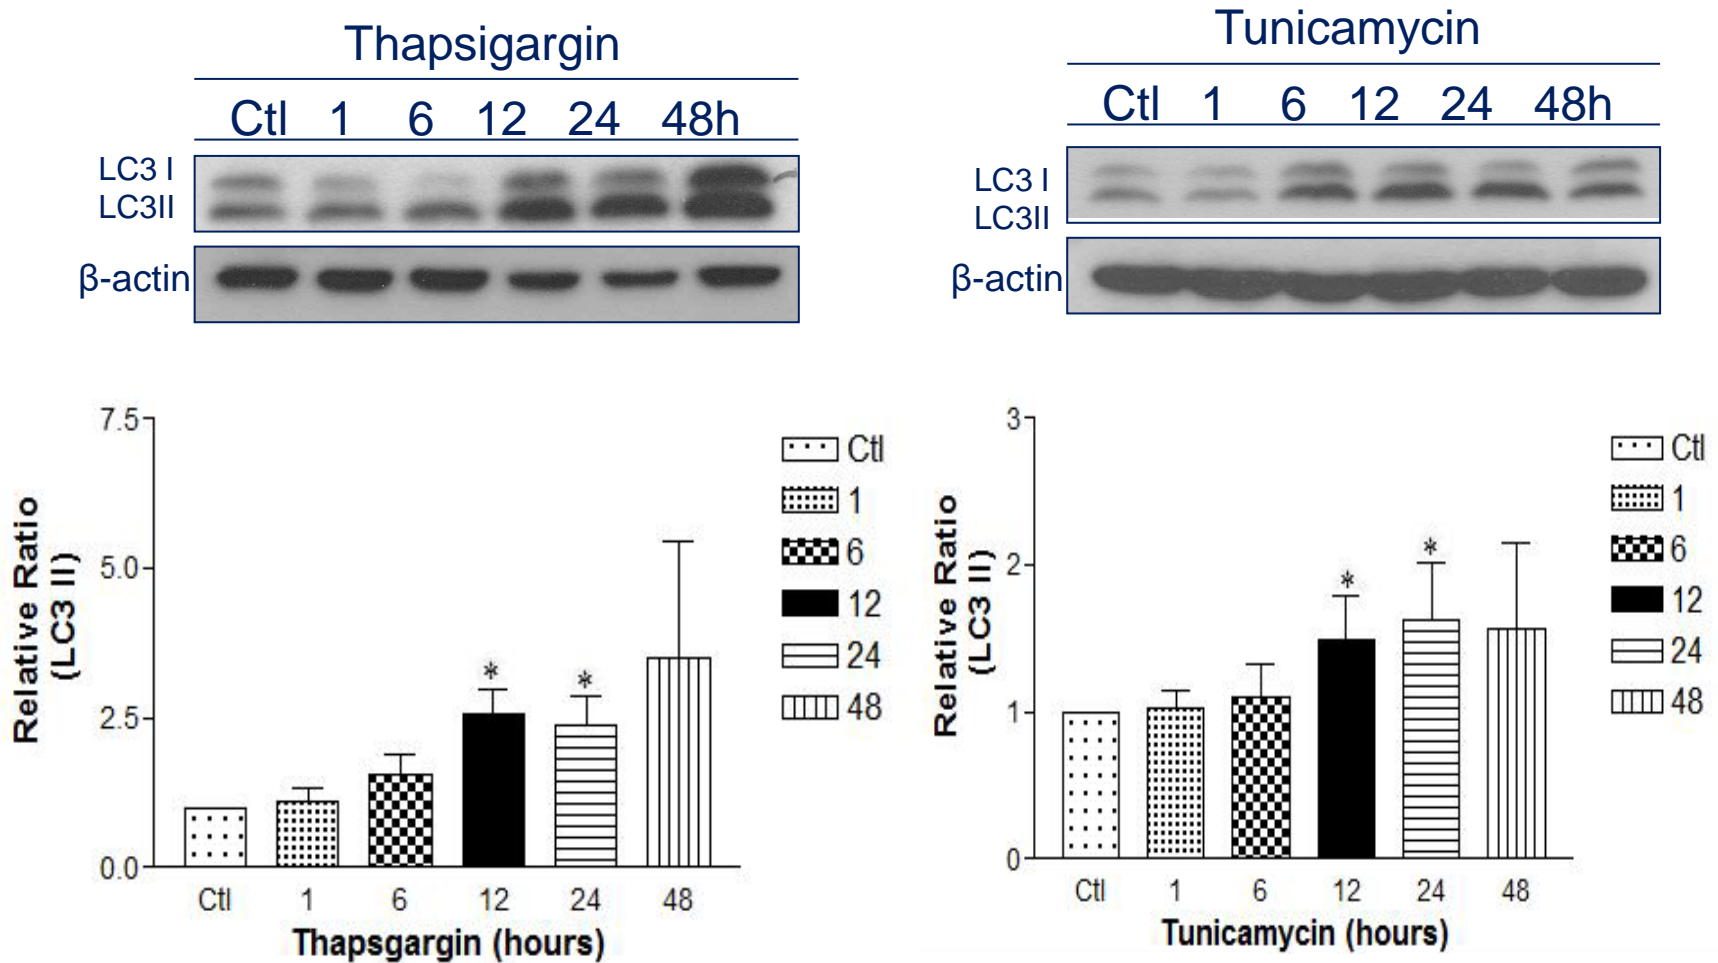 Thapsigargin
Ctl 1 6 12 24 48h
LC3 I
LC3II
β-actin
Tunicamycin
Ctl 1 6 12 24 48h
LC3 I
LC3II
β-actin
Relative Ratio
(LC3 II)
7.5
5.0
2.5
0.0
* *
Ctl 1 6 12 24 48
Thapsgargin (hours)
Ctl
1
6
12
24
48
Relative Ratio
(LC3 II)
3
2
1
0
* *
Ctl 1 6 12 24 48
Tunicamycin (hours)
Ctl
1
6
12
24
48